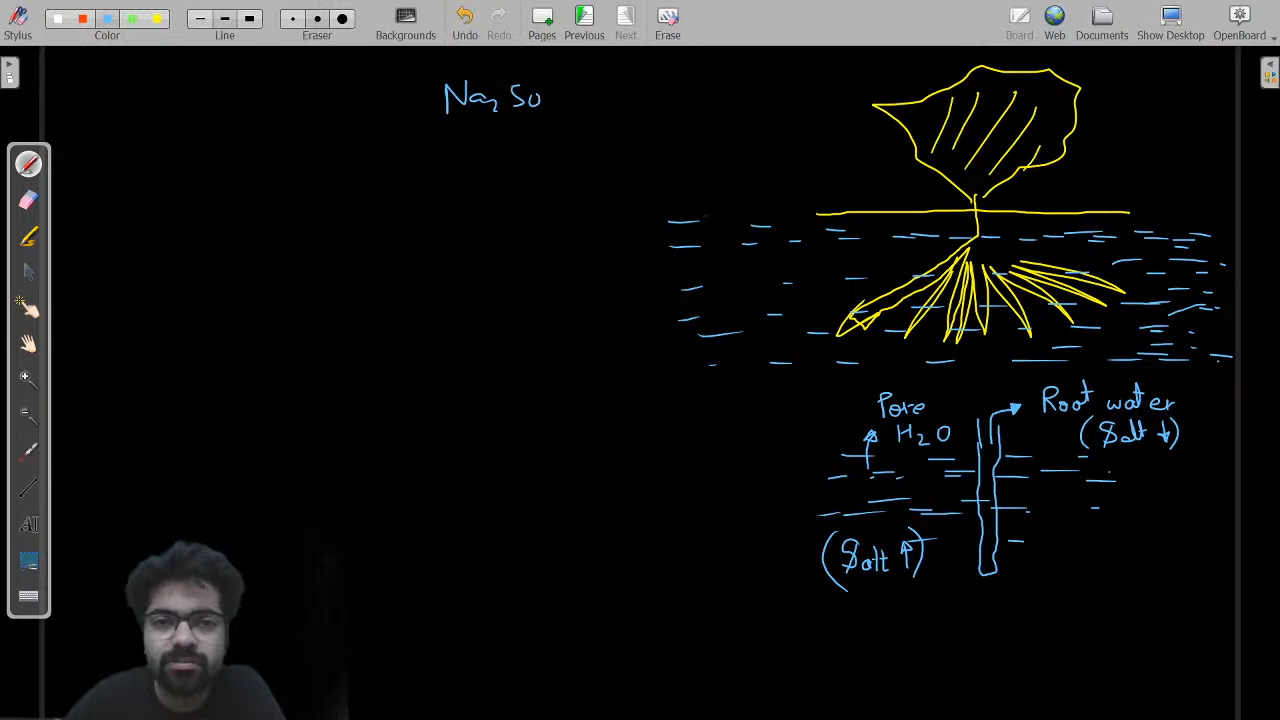 Stylus
Color
Line
Eraser
Backgrounds
Undo
Redo
Pages
Previous
Next
Erase
Board
Web
Documents
Show Desktop
OpenBoard
Na2 So
Pore
H2O
Root water
(Salt ↓)
(Salt ↑)
AI